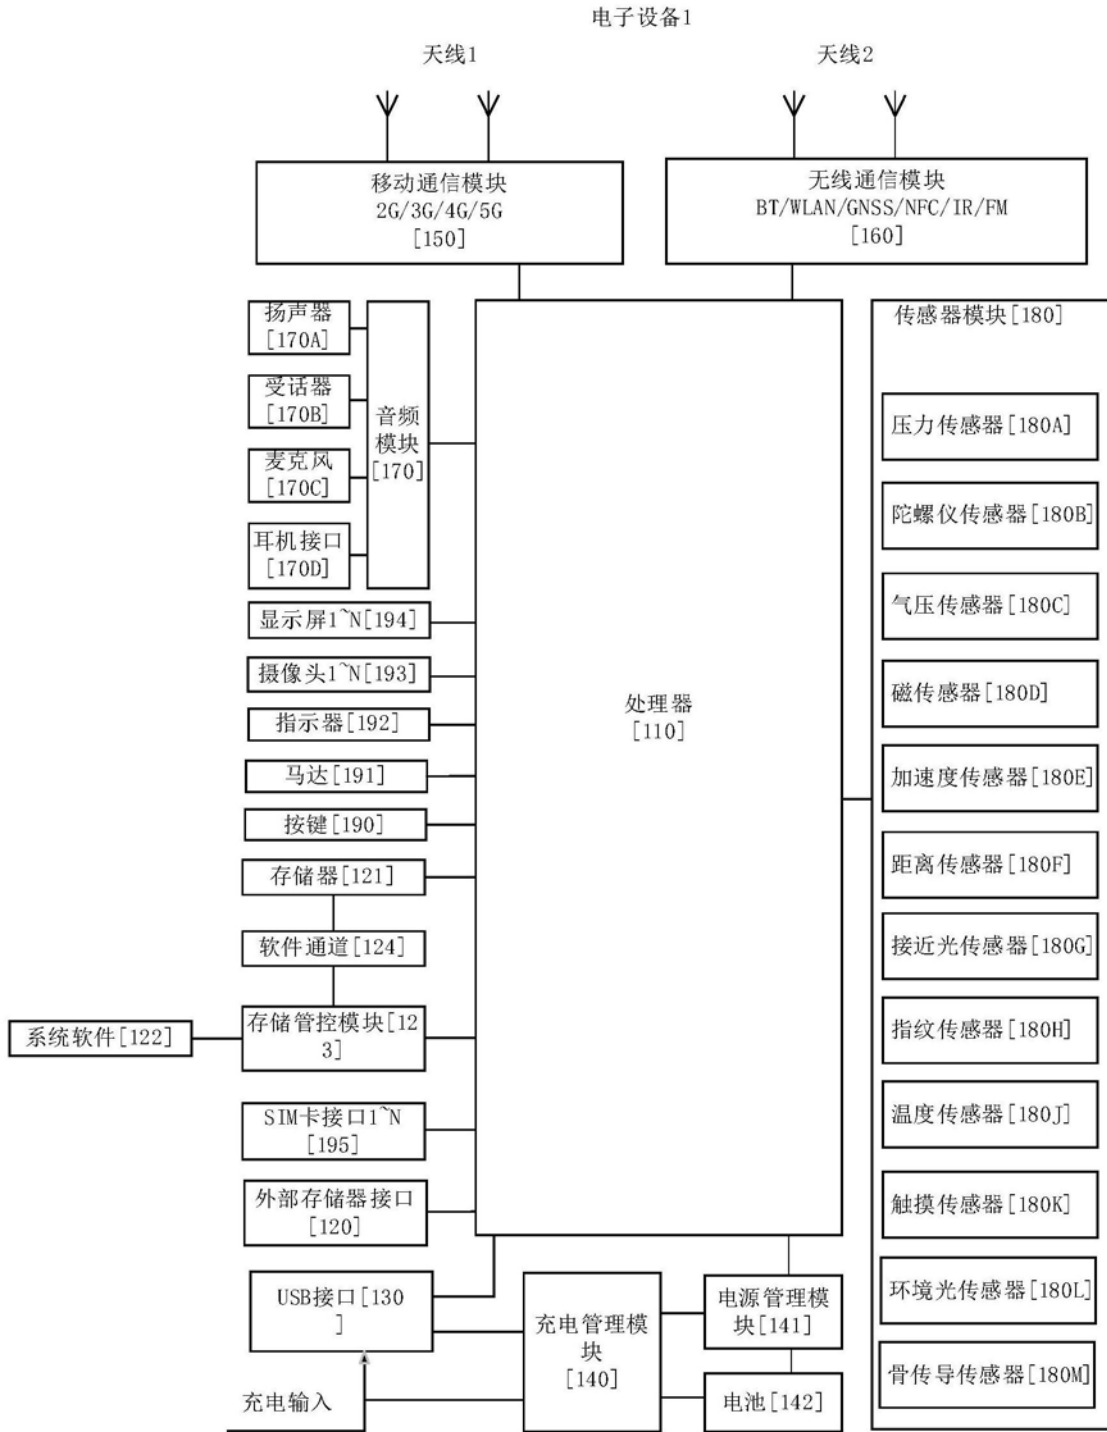 电子设备1
天线1
天线2
移动通信模块
2G/3G/4G/5G
[150]
无线通信模块
BT/WLAN/GNSS/NFC/IR/FM
[160]
扬声器
[170A]
受话器
[170B]
麦克风
[170C]
耳机接口
[170D]
音频
模块
[170]
显示屏1~N[194]
摄像头1~N[193]
指示器[192]
马达[191]
按键[190]
存储器[121]
软件通道[124]
系统软件[122]
存储管控模块[12
3]
SIM卡接口1~N
[195]
外部存储器接口
[120]
处理器
[110]
传感器模块[180]
压力传感器[180A]
陀螺仪传感器[180B]
气压传感器[180C]
磁传感器[180D]
加速度传感器[180E]
距离传感器[180F]
接近光传感器[180G]
指纹传感器[180H]
温度传感器[180J]
触摸传感器[180K]
环境光传感器[180L]
骨传导传感器[180M]
USB接口[130
]
充电输入
充电管理模
块
[140]
电源管理模
块[141]
电池[142]